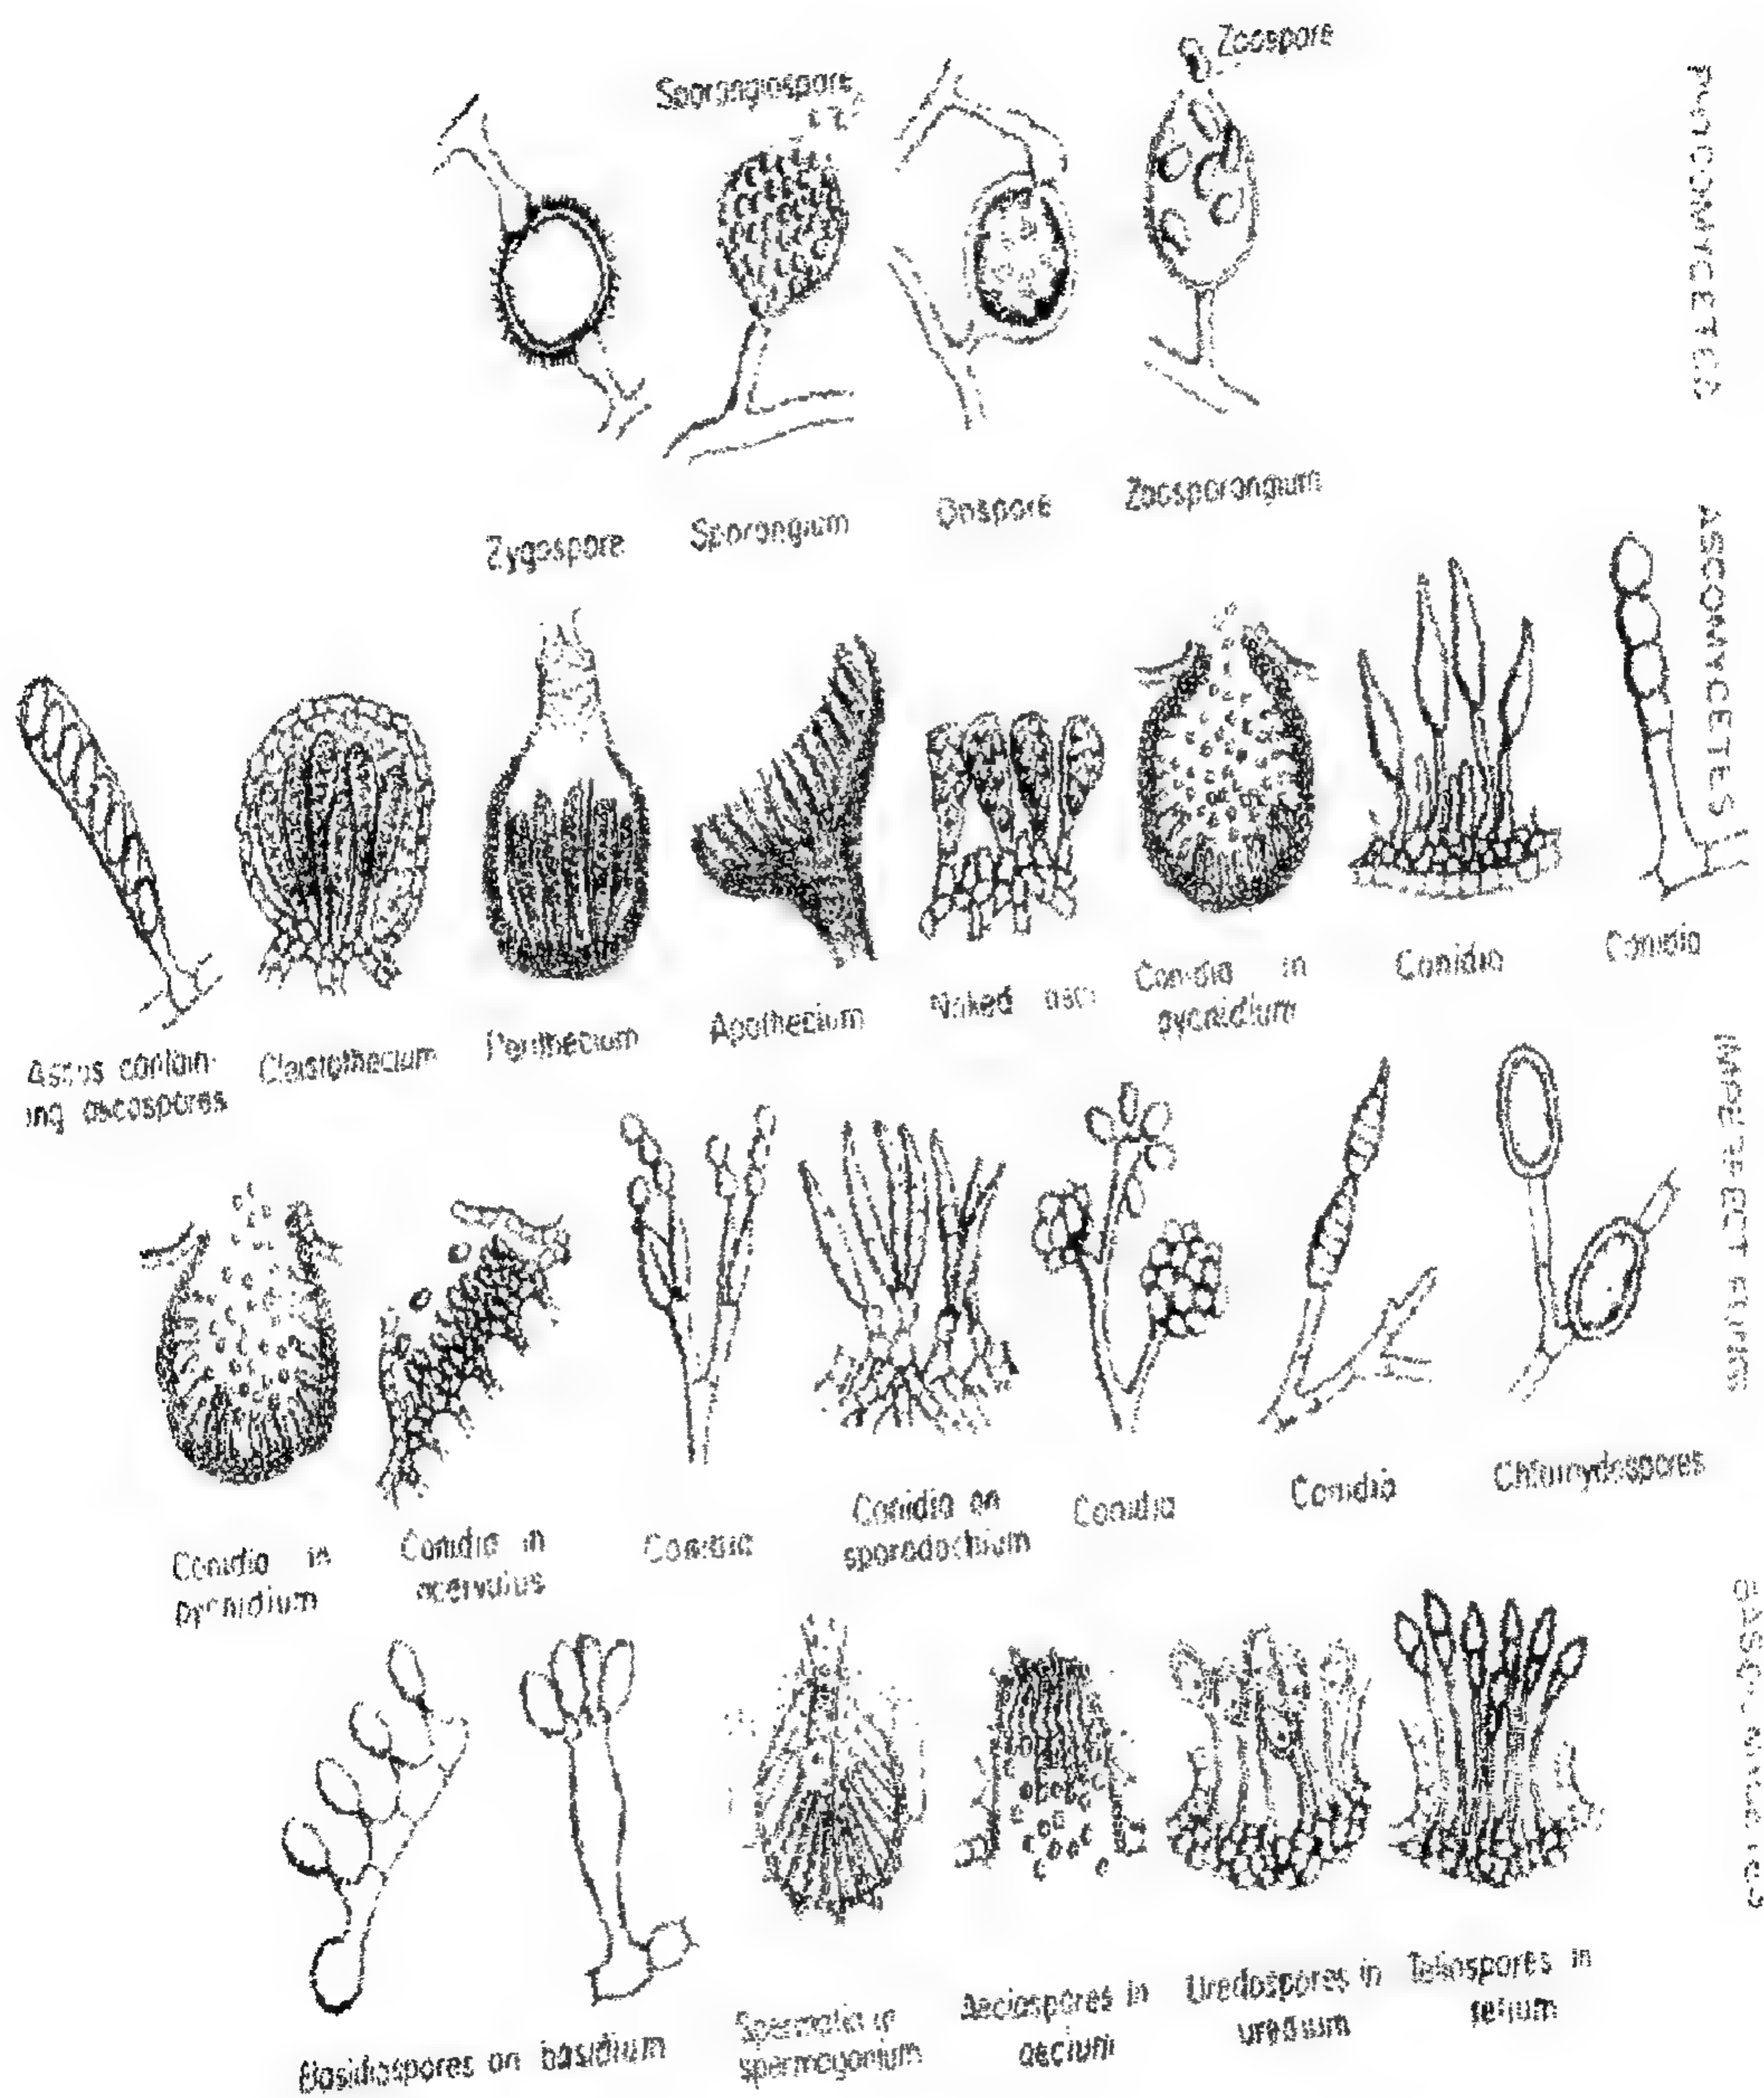 Zoospore
Sporangiospore
PHYCOMYCETES
Zygospore
Sporangium
Oospore
Zoosporangium
ASCOMYCETES
Ascus contain-
ing ascospores
Cleistothecium
Perithecium
Apothecium
Naked asci
Conidia in
pycnidium
Conidia
Conidia
IMPERFECT FUNGI
Conidia in
pycnidium
Conidia in
acervulus
Conidia
Conidia on
sporodochium
Conidia
Conidia
Chlamydospores
BASIDIOMYCETES
Basidiospores on basidium
Spermatia in
spermogonium
Aeciospores in
aecium
Uredospores in
uredium
Teliospores in
telium